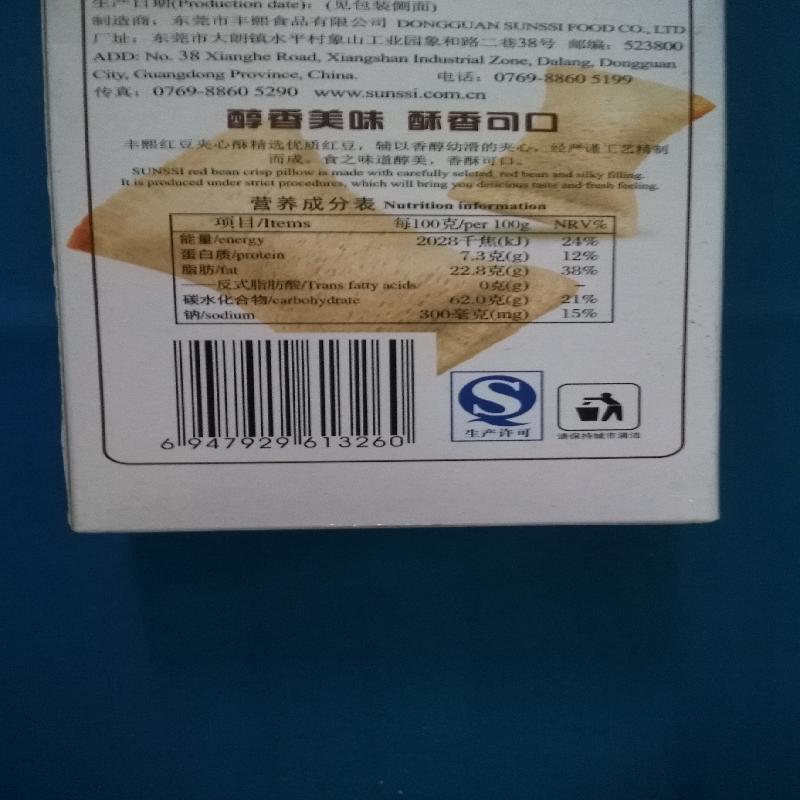 生产日期(Production date): (见包装侧面)
制造商：东莞市丰熙食品有限公司 DONGGUAN SUNSSI FOOD CO., LTD
厂址：东莞市大朗镇水平村象山工业园象和路二巷38号 邮编：523800
ADD: No. 38 Xianghe Road, Xiangshan Industrial Zone, Dalang, Dongguan
City, Guangdong Province, China. 电话：0769-8860 5199
传真：0769-8860 5290 www.sunssi.com.cn
醇香美味 酥香可口
丰熙红豆夹心酥精选优质红豆，辅以香醇幼滑的夹心，经严谨工艺精制
而成。食之味道醇美，香酥可口。
SUNSSI red bean crisp pillow is made with carefully seleted, red bean and silky filling.
It is produced under strict procedures, which will bring you delicious taste and fresh feeling.
营养成分表 Nutrition information
项目/Items 每100克/per 100g NRV%
能量/energy 2028千焦(kJ) 24%
蛋白质/protein 7.3克(g) 12%
脂肪/fat 22.8克(g) 38%
——反式脂肪酸/Trans fatty acids 0克(g) –
碳水化合物/carbohydrate 62.0克(g) 21%
钠/sodium 300毫克(mg) 15%
6 947929 613260
生产许可
请保持城市清洁